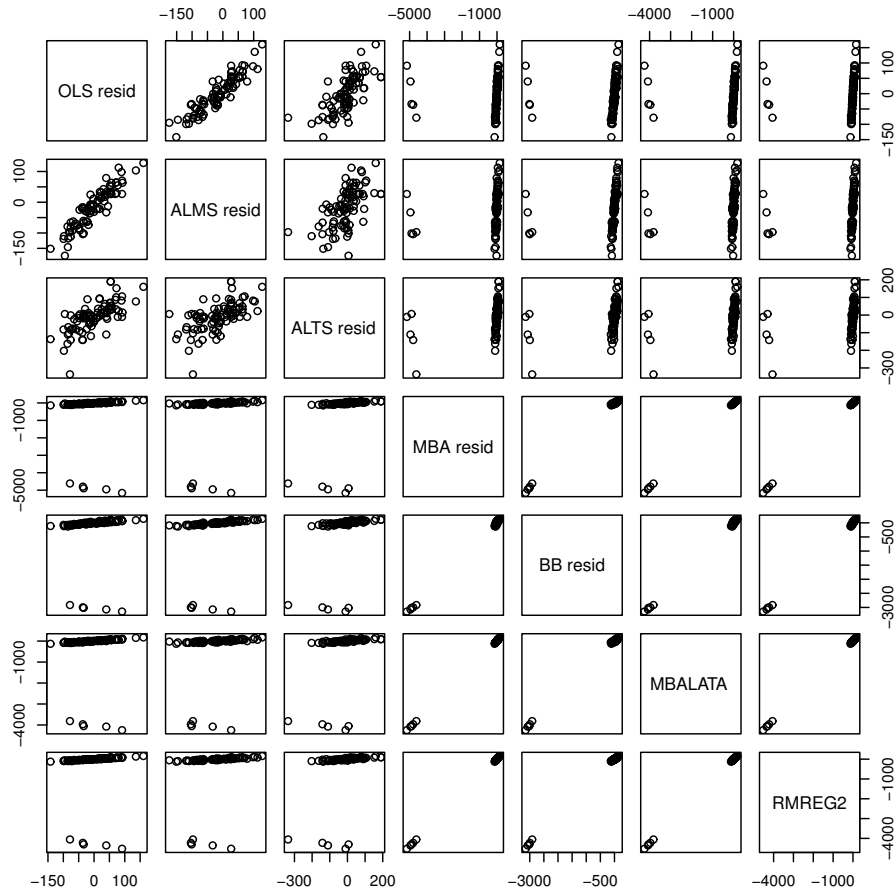 −150 0 100
−5000 −1000
−4000 −1000
OLS resid
−150 0 100
−150 0 100
ALMS resid
ALTS resid
−300 0 200
−5000 −1000
MBA resid
BB resid
−3000 −500
−4000 −1000
MBALATA
RMREG2
−4000 −1000
−150 0 100
−300 0 200
−3000 −500
−4000 −1000